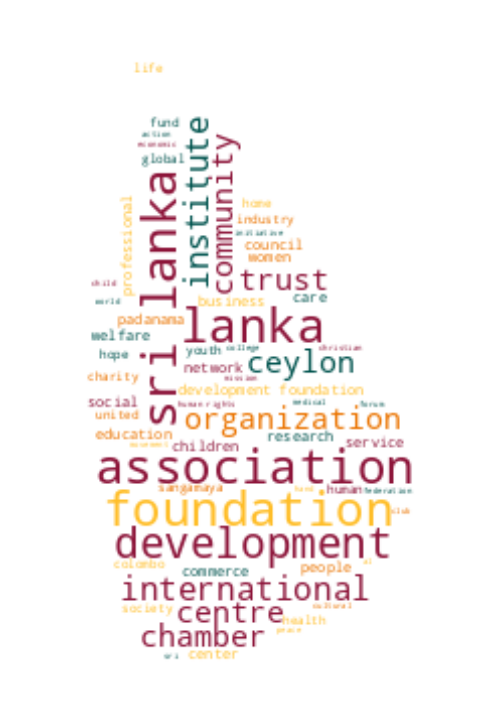 life
fund
action
economic
global
institute
community
sri lanka
professional
home
industry
initiative
council
women
child
trust
world
business
care
padanama
lanka
welfare
hope
youth
college
christian
network
ceylon
charity
mission
development foundation
social
human rights
medical
forum
united
organization
education
research
service
children
association
sangamaya
hand
human
federation
foundation
club
development
colombo
commerce
people
international
society
centre
cultural
health
chamber
peace
sri
center